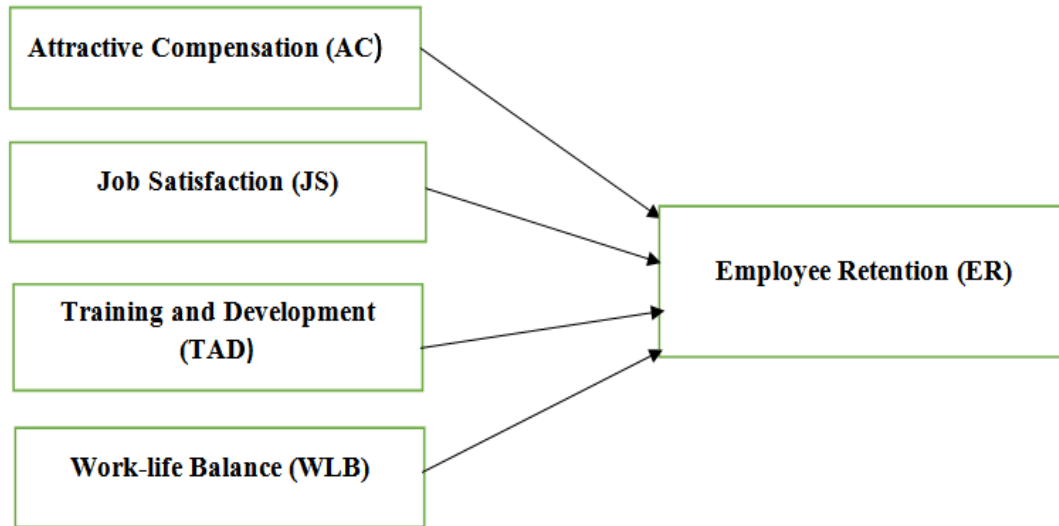 Attractive Compensation (AC)
Job Satisfaction (JS)
Training and Development
(TAD)
Work-life Balance (WLB)
Employee Retention (ER)